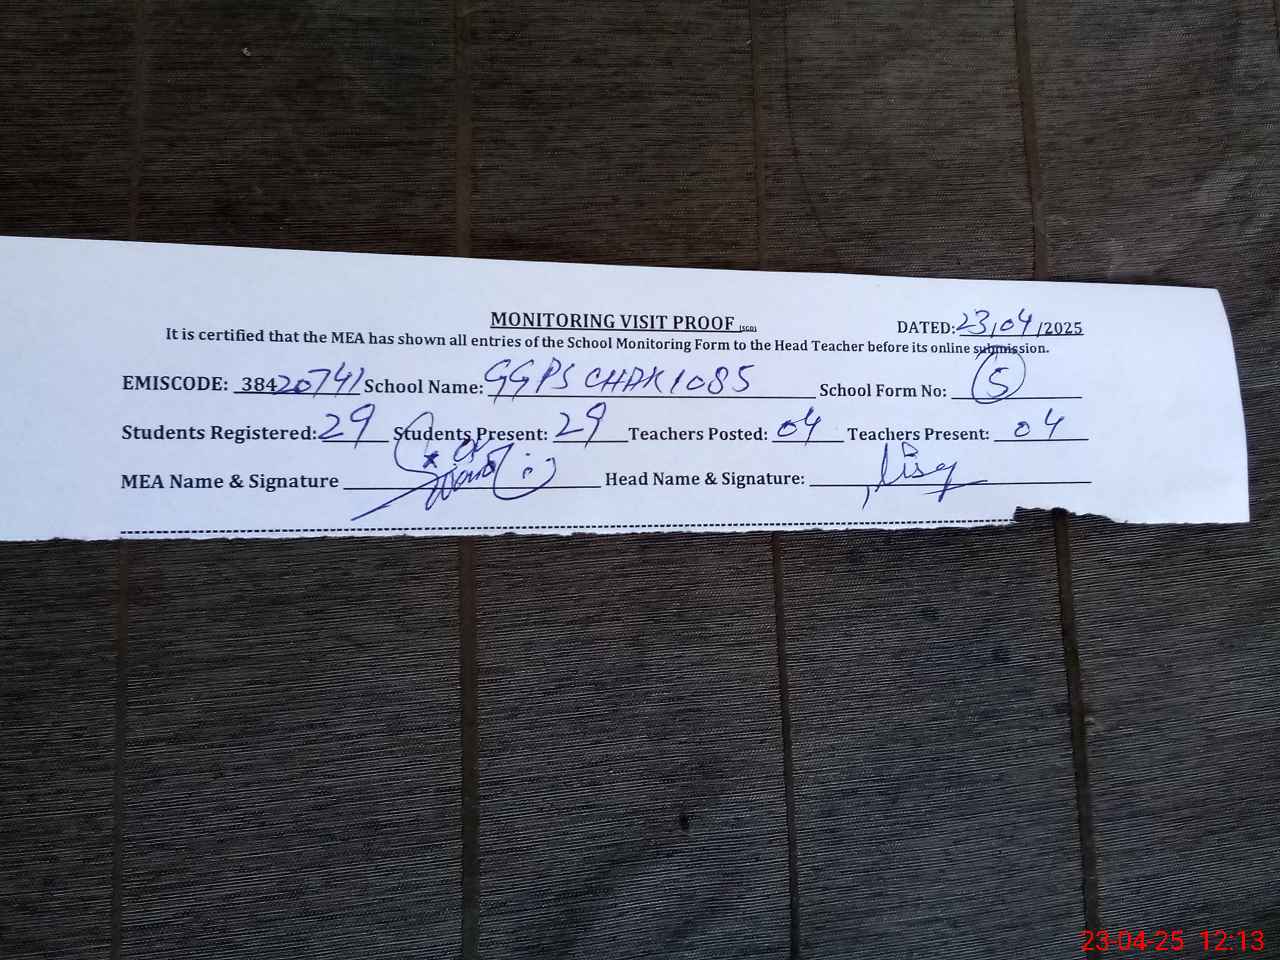 MONITORING VISIT PROOF (SGD) DATED: 23/04/2025
It is certified that the MEA has shown all entries of the School Monitoring Form to the Head Teacher before its online submission.
EMISCODE: 38420741 School Name: GGPS CHAK 1085 School Form No: 5
Students Registered: 29 Students Present: 29 Teachers Posted: 04 Teachers Present: 04
MEA Name & Signature Head Name & Signature:
23-04-25 12:13